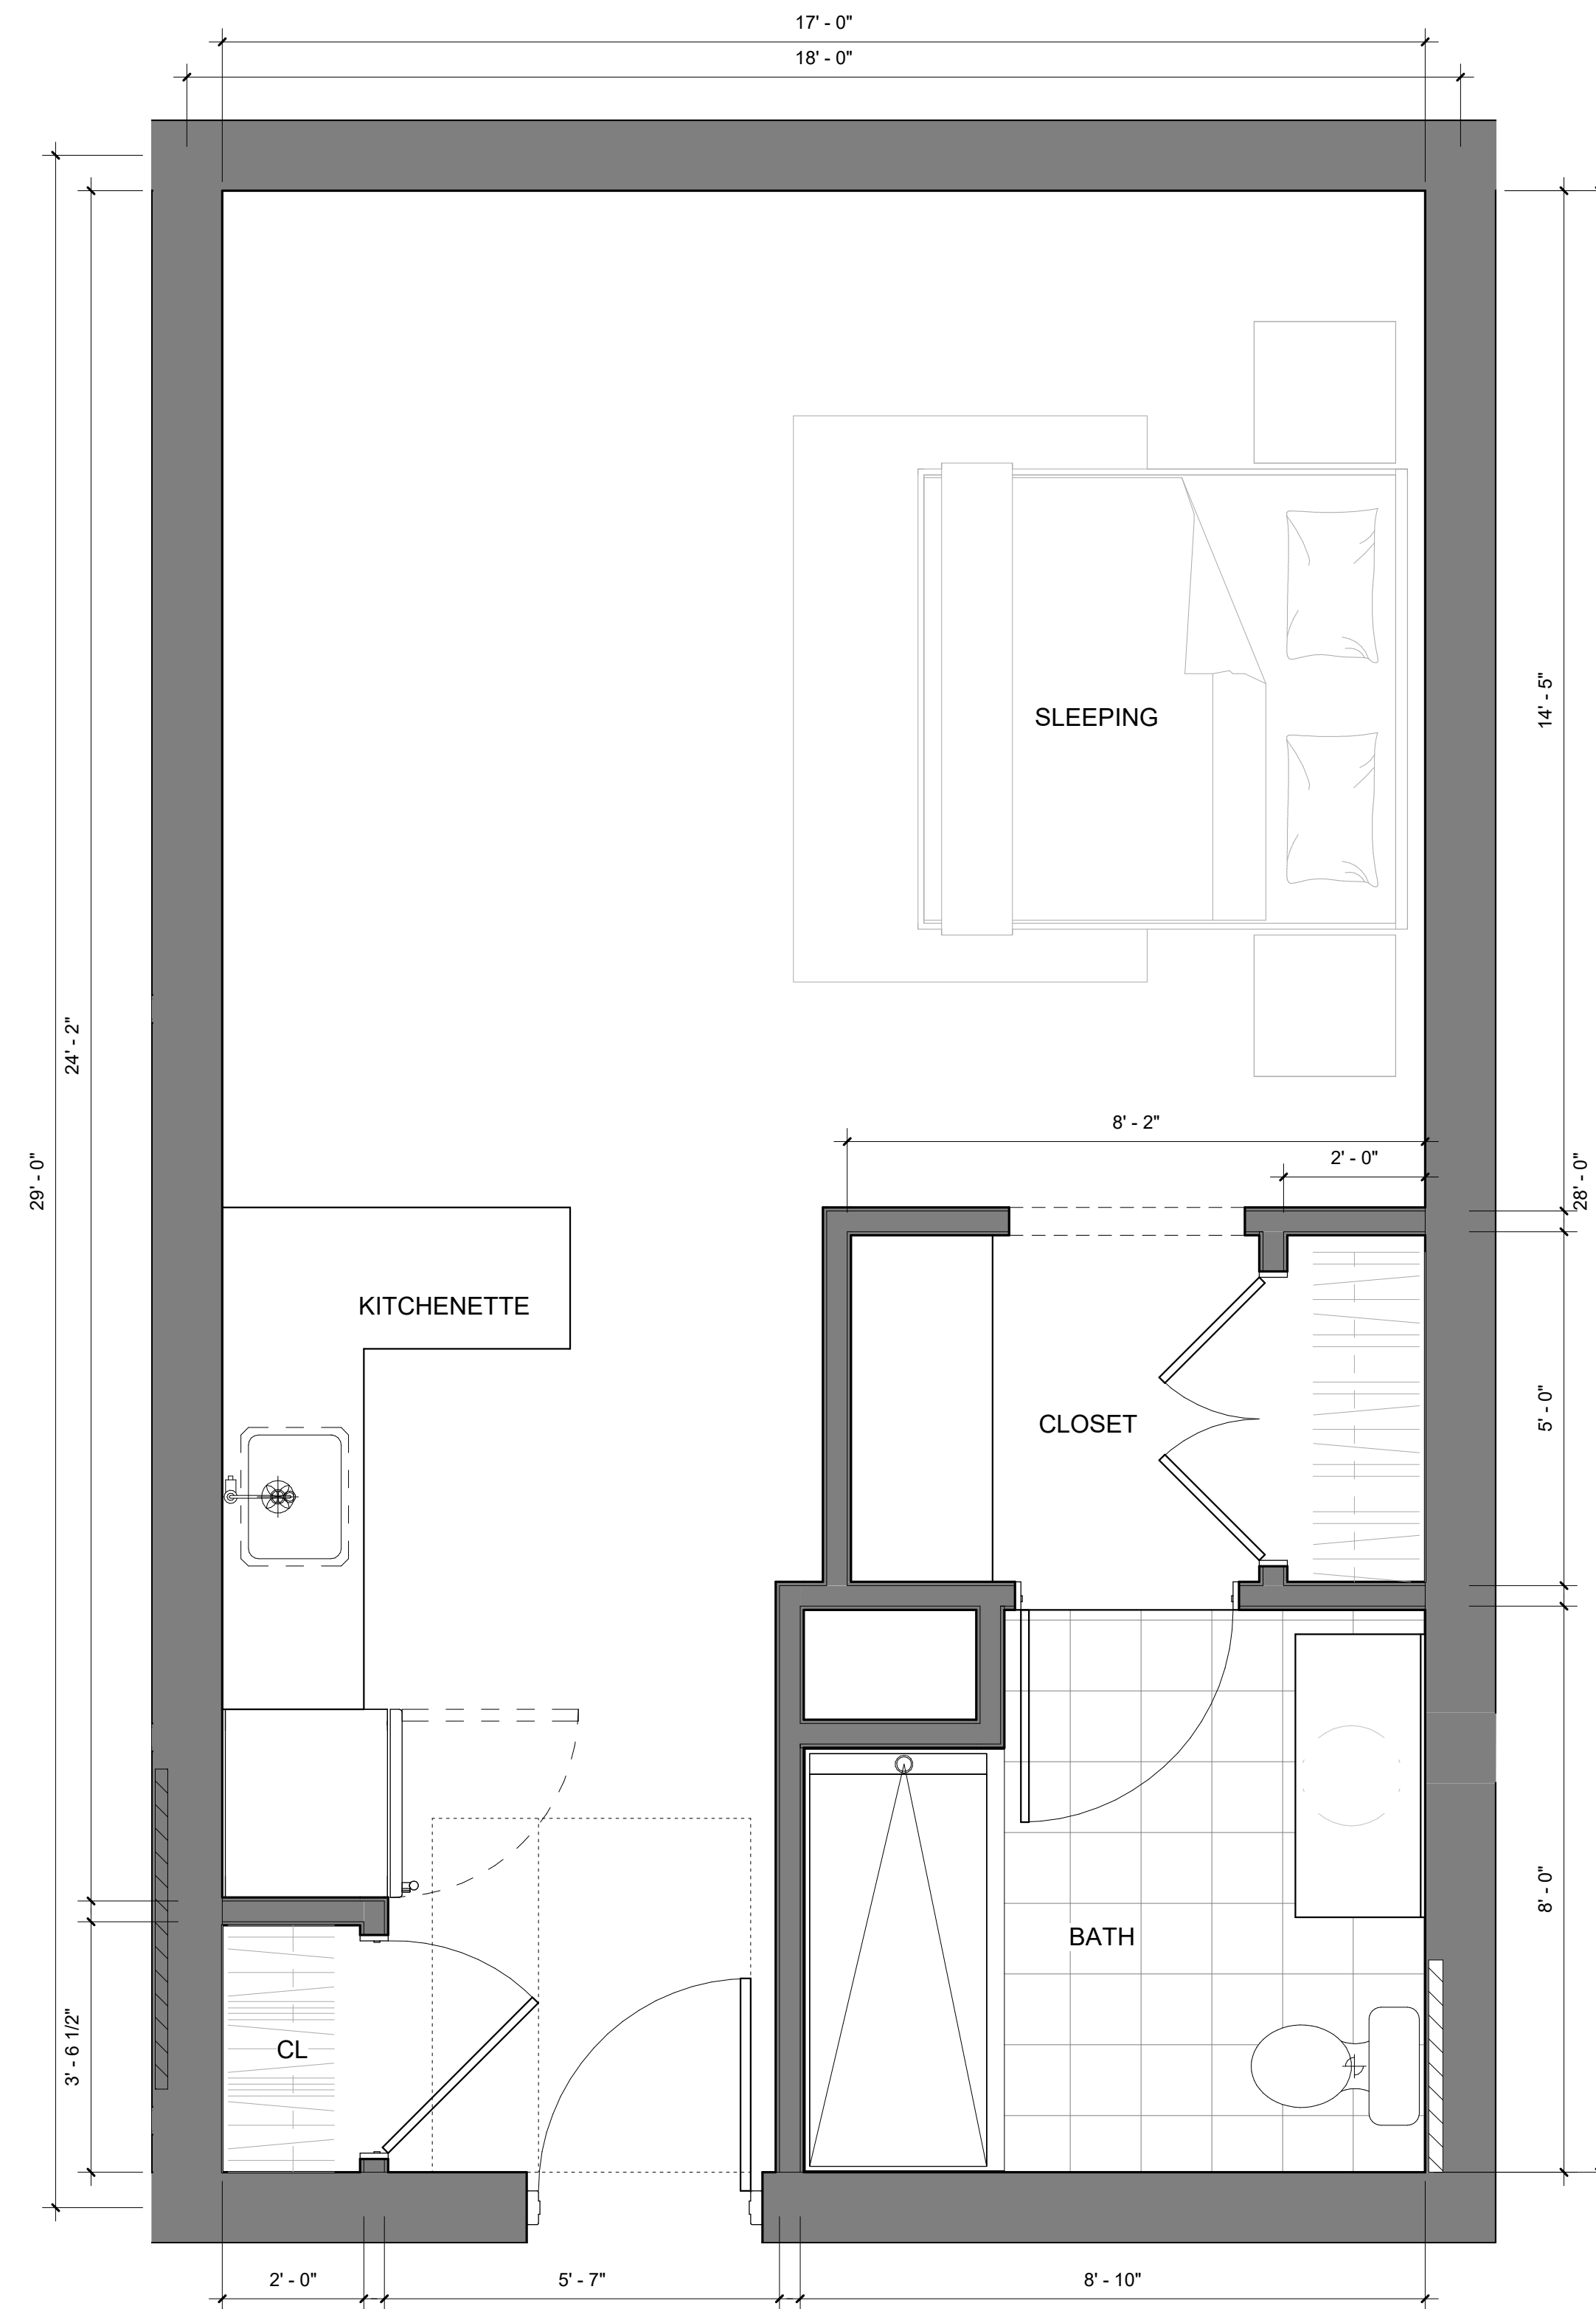 17' - 0"
18' - 0"
SLEEPING
14' - 5"
24' - 2"
29' - 0"
8' - 2"
2' - 0"
28' - 0"
KITCHENETTE
CLOSET
5' - 0"
8' - 0"
BATH
CL
3' - 6 1/2"
2' - 0"
5' - 7"
8' - 10"